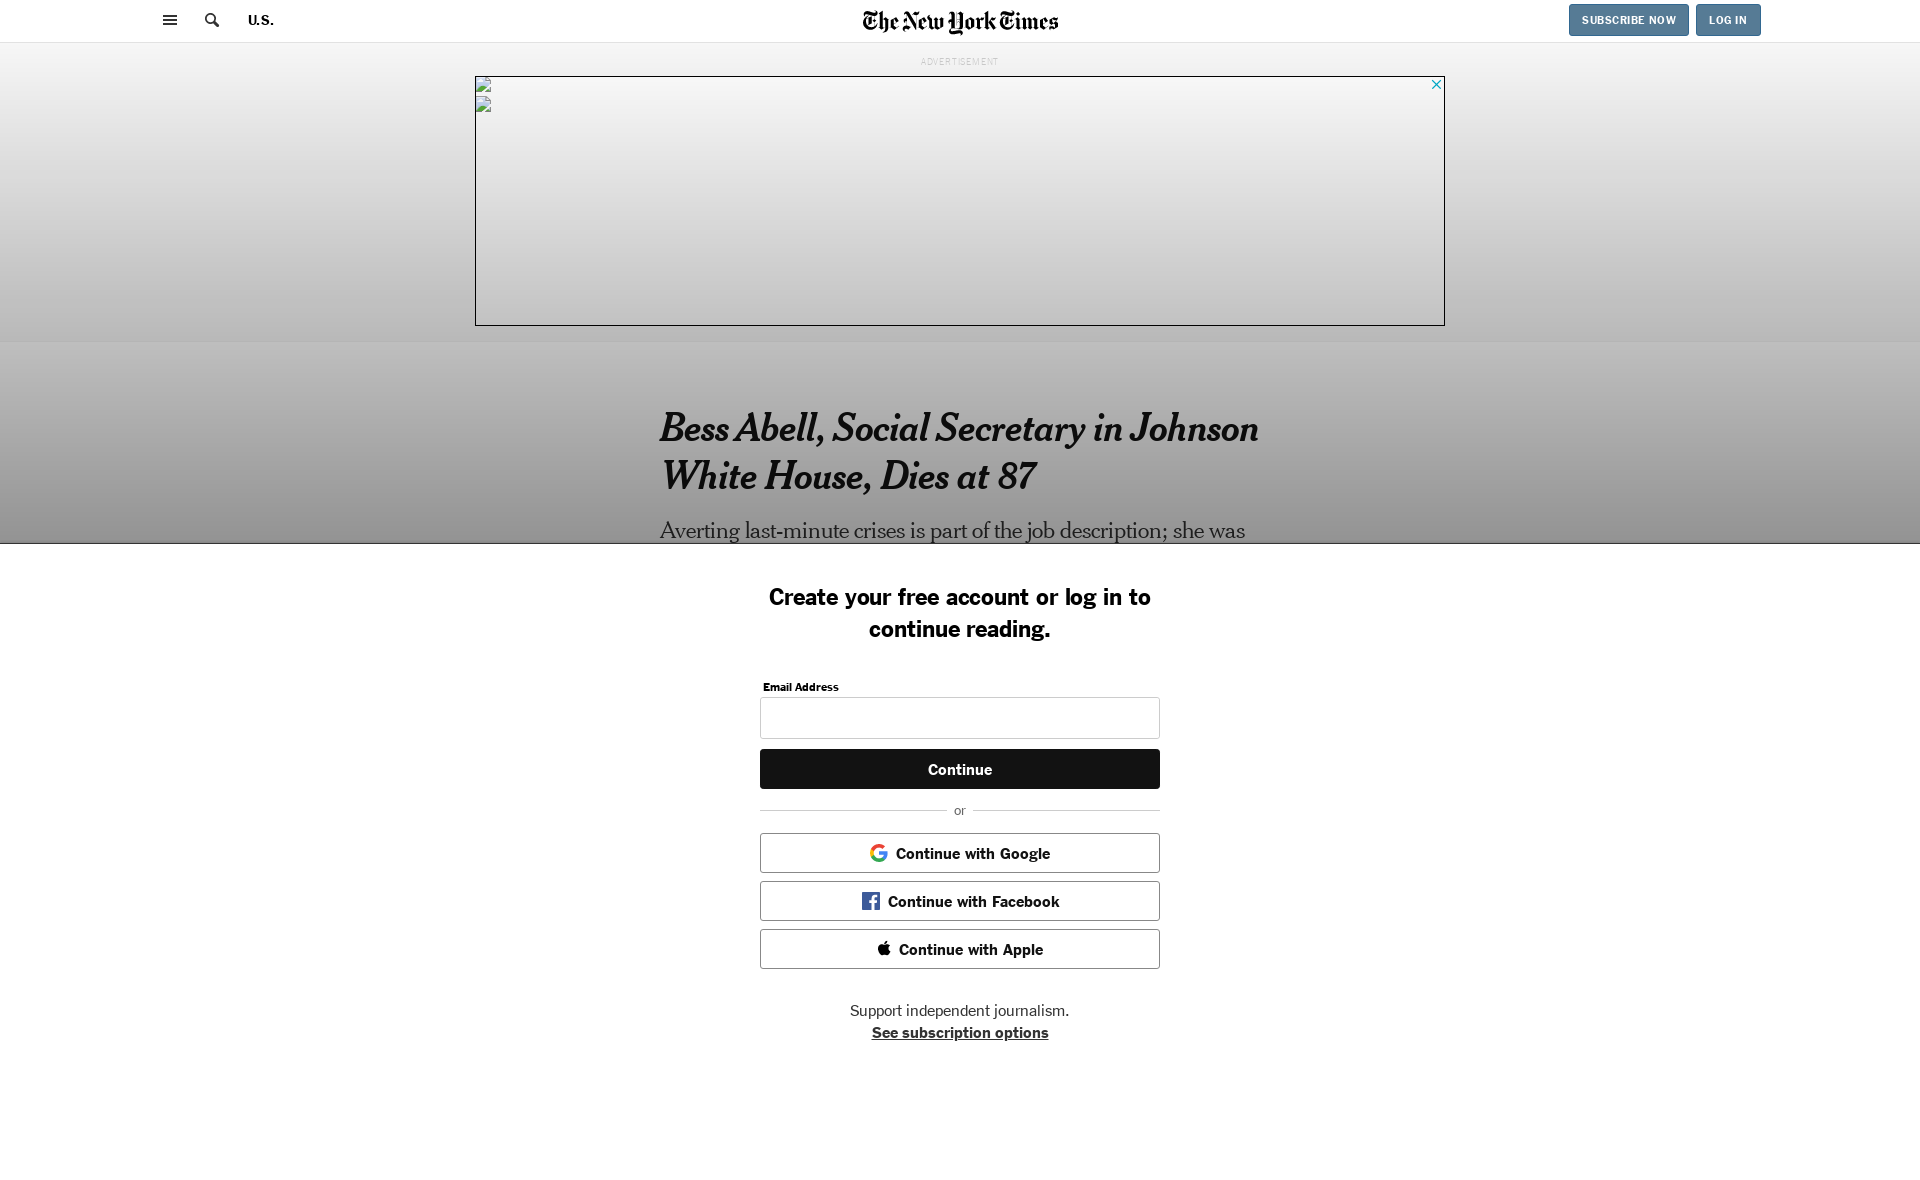 U.S.
The New York Times
SUBSCRIBE NOW
LOG IN
ADVERTISEMENT
Bess Abell, Social Secretary in Johnson
White House, Dies at 87
Averting last-minute crises is part of the job description; she was
Create your free account or log in to
continue reading.
Email Address
Continue
or
Continue with Google
Continue with Facebook
Continue with Apple
Support independent journalism.
See subscription options